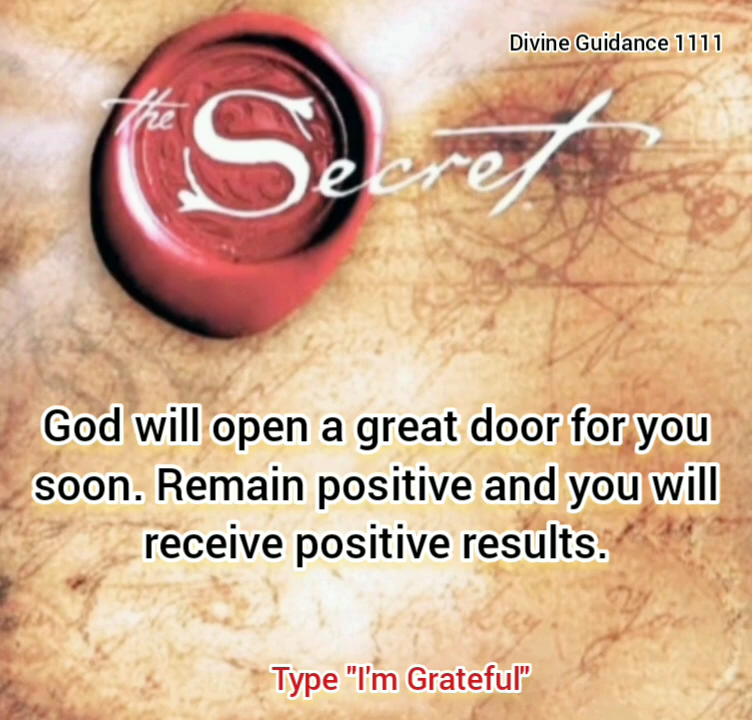 Divine Guidance 1111
the Secret
God will open a great door for you
soon. Remain positive and you will
receive positive results.
Type "I'm Grateful"